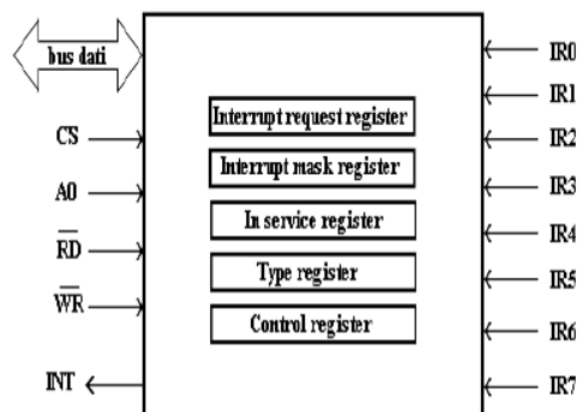 bus dati
CS
A0
RD
WR
INT
Interrupt request register
Interrupt mask register
In service register
Type register
Control register
IR0
IR1
IR2
IR3
IR4
IR5
IR6
IR7